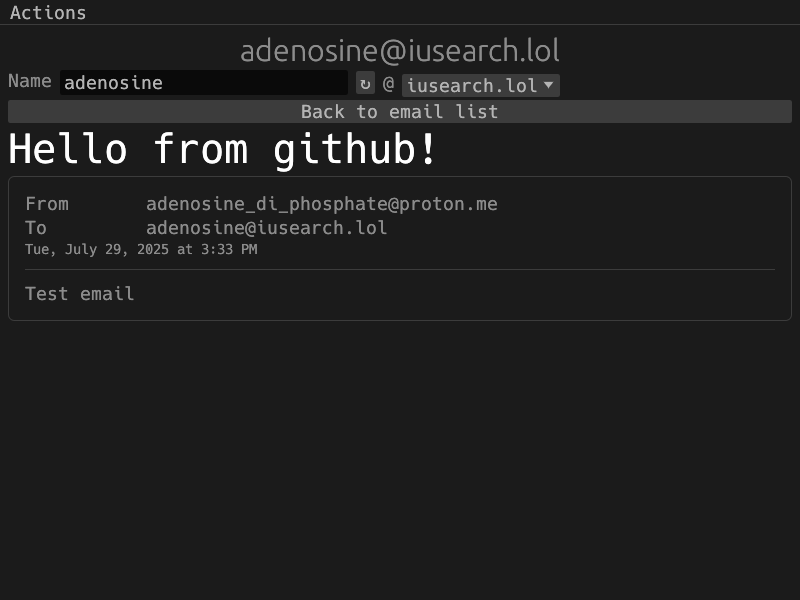 Actions
adenosine@iusearch.lol
Name adenosine ↻ @ iusearch.lol
Back to email list
Hello from github!
From adenosine_di_phosphate@proton.me
To adenosine@iusearch.lol
Tue, July 29, 2025 at 3:33 PM
Test email